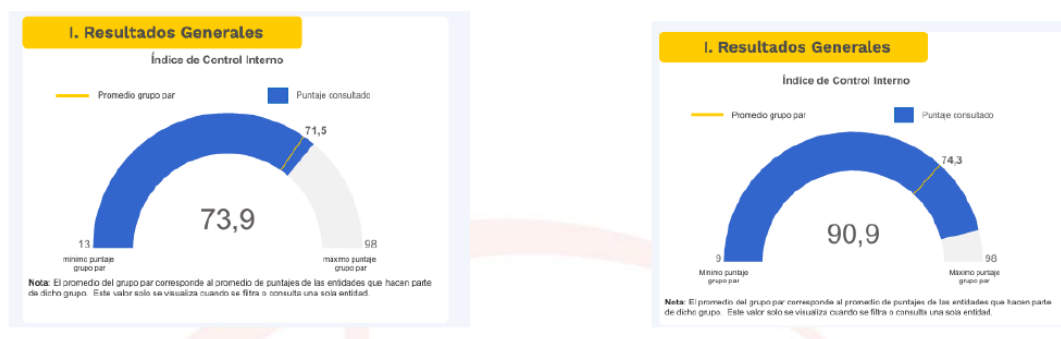 I. Resultados Generales
Índice de Control Interno
Promedio grupo par
Puntaje consultado
71,5
73,9
13
98
minimo puntaje
grupo par
maximo puntaje
grupo par
Nota: El promedio del grupo par corresponde al promedio de puntajes de las entidades que hacen parte
de dicho grupo. Este valor solo se visualiza cuando se filtra o consulta una sola entidad.
I. Resultados Generales
Índice de Control Interno
Promedio grupo par
Puntaje consultado
74,3
90,9
9
98
Minimo puntaje
grupo par
Máximo puntaje
grupo par
Nota: El promedio del grupo par corresponde al promedio de puntajes de las entidades que hacen parte
de dicho grupo. Este valor solo se visualiza cuando se filtra o consulta una sola entidad.